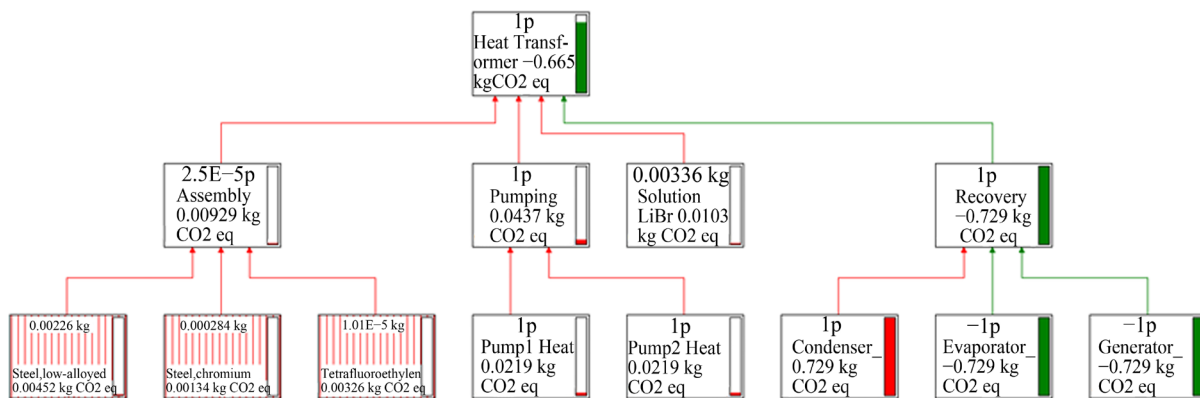 1p
Heat Transf-
ormer −0.665
kgCO2 eq
2.5E−5p
Assembly
0.00929 kg
CO2 eq
1p
Pumping
0.0437 kg
CO2 eq
0.00336 kg
Solution
LiBr 0.0103
kg CO2 eq
1p
Recovery
−0.729 kg
CO2 eq
0.00226 kg
Steel,low-alloyed
0.00452 kg CO2 eq
0.000284 kg
Steel,chromium
0.00134 kg CO2 eq
1.01E−5 kg
Tetrafluoroethylen
0.00326 kg CO2 eq
1p
Pump1 Heat
0.0219 kg
CO2 eq
1p
Pump2 Heat
0.0219 kg
CO2 eq
1p
Condenser_
0.729 kg
CO2 eq
−1p
Evaporator_
−0.729 kg
CO2 eq
−1p
Generator_
−0.729 kg
CO2 eq